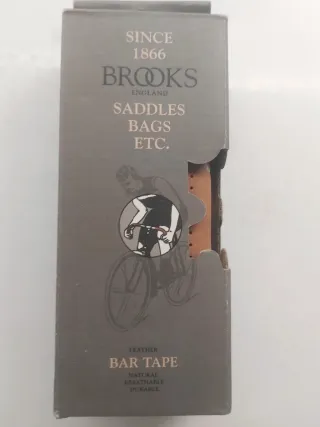 SINCE
1866
BROOKS
ENGLAND
SADDLES
BAGS
ETC.
LEATHER
BAR TAPE
NATURAL
BREATHABLE
DURABLE